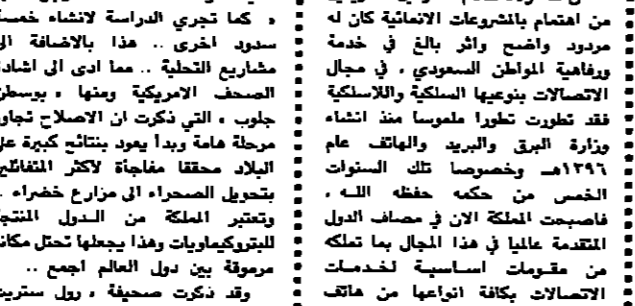 من اهتمام بالمشروعات الانمائية كان له
مردود واضح واثر بالغ في خدمة
ورفاهية المواطن السعودي ، في مجال
الاتصالات بنوعيها السلكية واللاسلكية
فقد تطورت تطورا ملموسا منذ انشاء
وزارة البرق والبريد والهاتف عام
١٣٩٦هـ وخصوصا تلك السنوات
الخمس من حكمه حفظه اللـه ،
فاصبحت المملكة الان في مصاف الدول
المتقدمة عالميا في هذا المجال بما تملكه
من مقـومات اسـاسيـة لخـدمـات
الاتصالات بكافة انواعها من هاتف
، كما تجري الدراسة لانشاء خمسة
سدود اخرى .. هذا بالاضافة الى
مشاريع التحلية .. مما ادى الى اشادة
الصحف الامريكية ومنها ، بوسطن
جلوب ، التي ذكرت ان الاصلاح تجاوز
مرحلة هامة وبدأ يعود بنتائج كبيرة على
البلاد محققا مفاجأة لاكثر المتفائلين
بتحويل الصحراء الى مزارع خضراء ..
وتعتبر المملكة من الـدول المنتجة
للبتروكيماويات وهذا يجعلها تحتل مكانة
مرموقة بين دول العالم اجمع ..
وقد ذكرت صحيفة ، رول ستريت